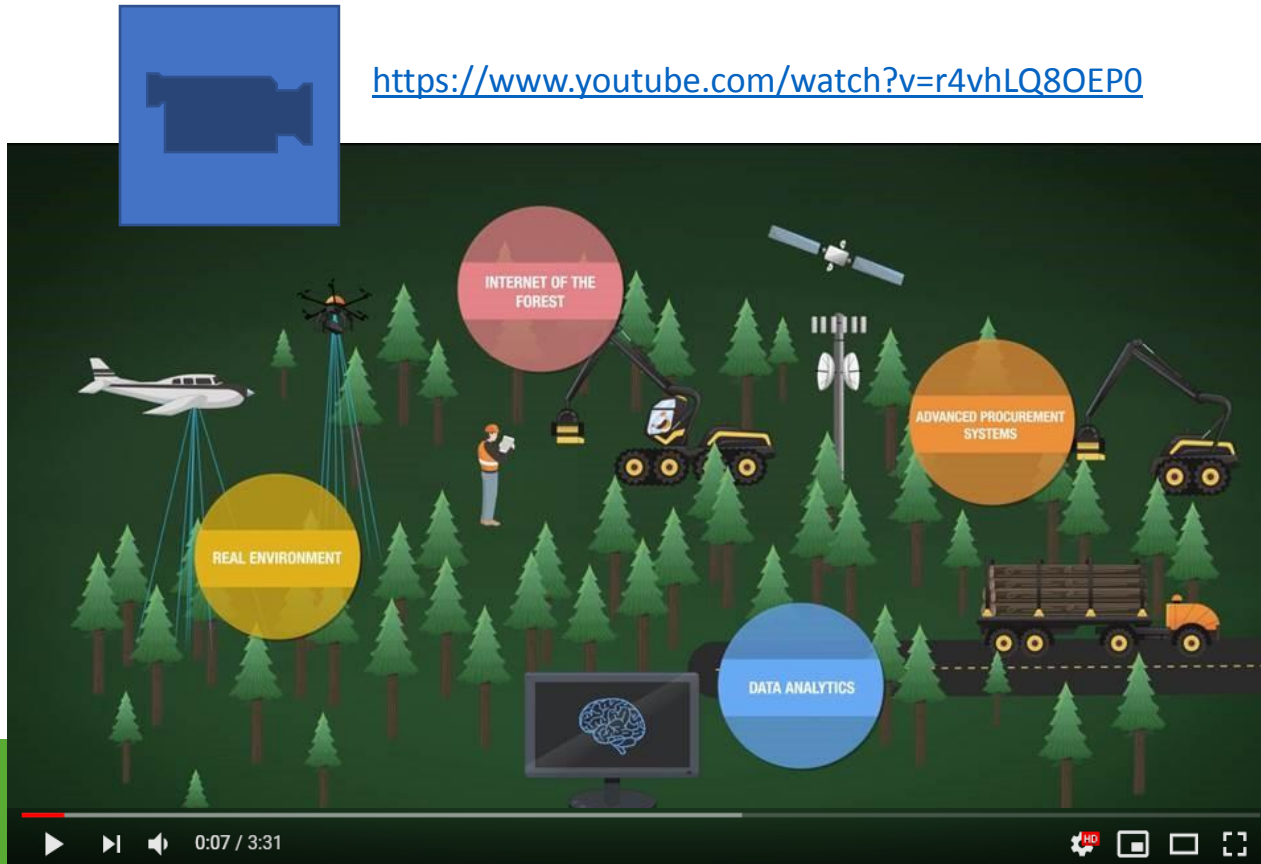 https://www.youtube.com/watch?v=r4vhLQ8OEP0
INTERNET OF THE
FOREST
ADVANCED PROCUREMENT
SYSTEMS
REAL ENVIRONMENT
DATA ANALYTICS
0:07 / 3:31
HD